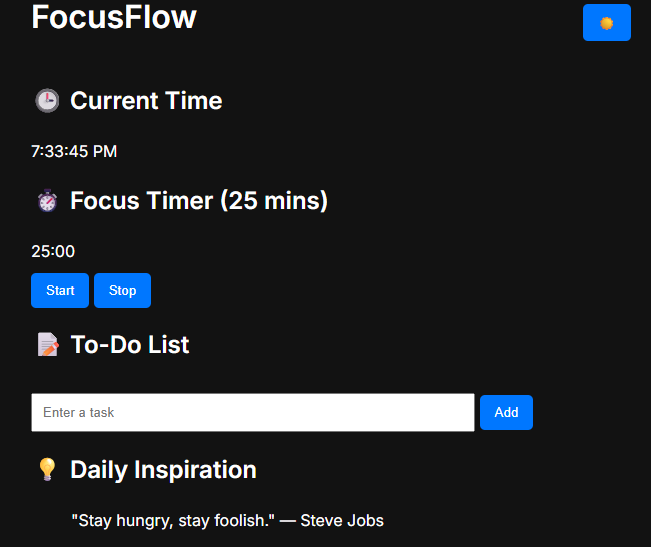 FocusFlow
Current Time
7:33:45 PM
Focus Timer (25 mins)
25:00
Start Stop
To-Do List
Enter a task Add
Daily Inspiration
"Stay hungry, stay foolish." — Steve Jobs